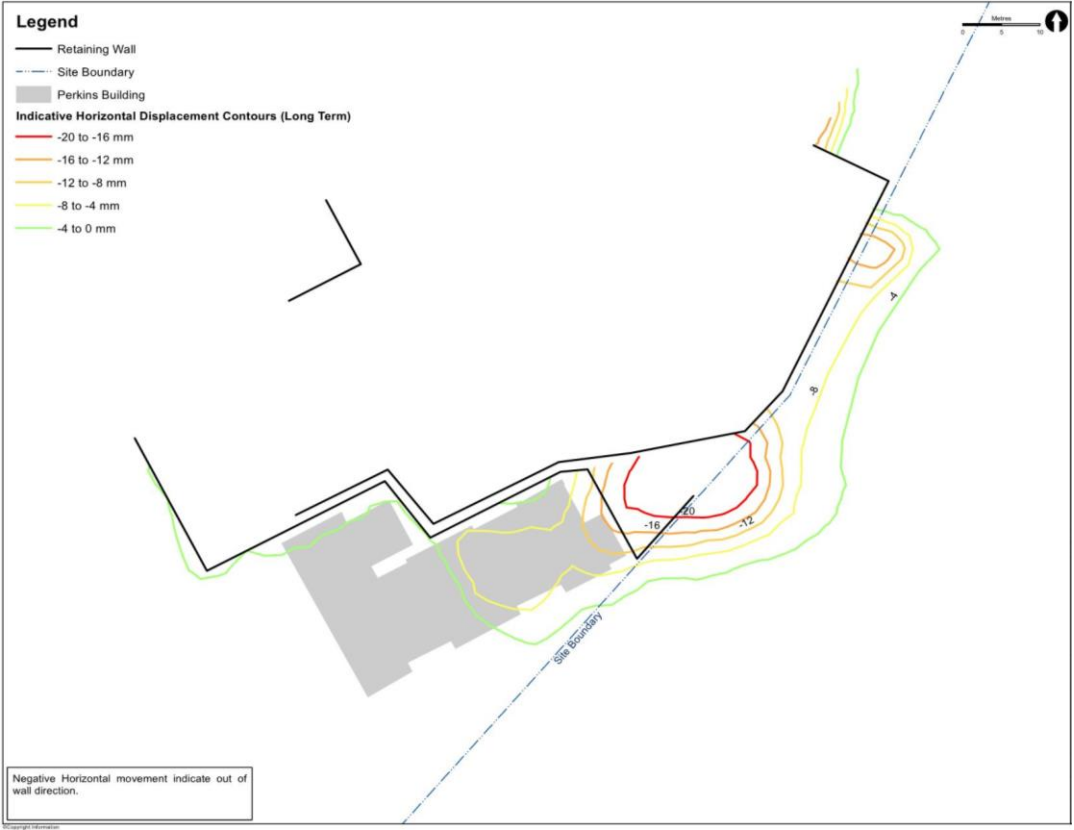 Legend
Retaining Wall
Site Boundary
Perkins Building
Indicative Horizontal Displacement Contours (Long Term)
-20 to -16 mm
-16 to -12 mm
-12 to -8 mm
-8 to -4 mm
-4 to 0 mm
Metres
0 5 10
-4
-8
-20
-16
-12
Site Boundary
Negative Horizontal movement indicate out of
wall direction.
©Copyright Information